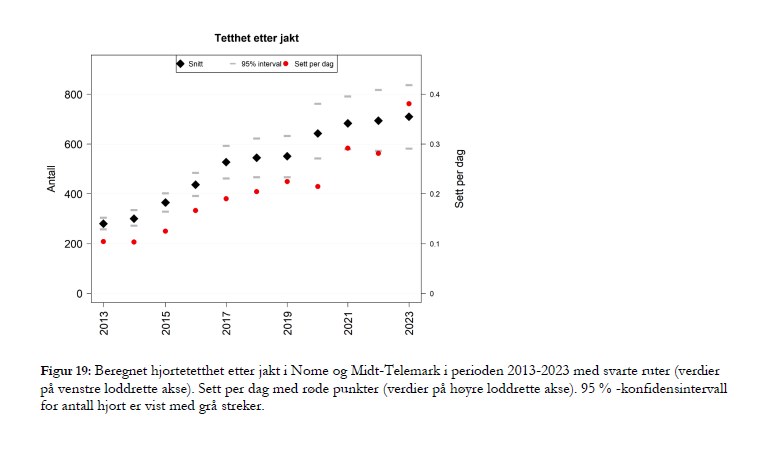 Tetthet etter jakt
Snitt 95% interval Sett per dag
Antall
800
600
400
200
0
0.4
0.3
0.2
0.1
0
Sett per dag
2013 2015 2017 2019 2021 2023
Figur 19: Beregnet hjortetetthet etter jakt i Nome og Midt-Telemark i perioden 2013-2023 med svarte ruter (verdier
på venstre loddrette akse). Sett per dag med røde punkter (verdier på høyre loddrette akse). 95 % -konfidensintervall
for antall hjort er vist med grå streker.